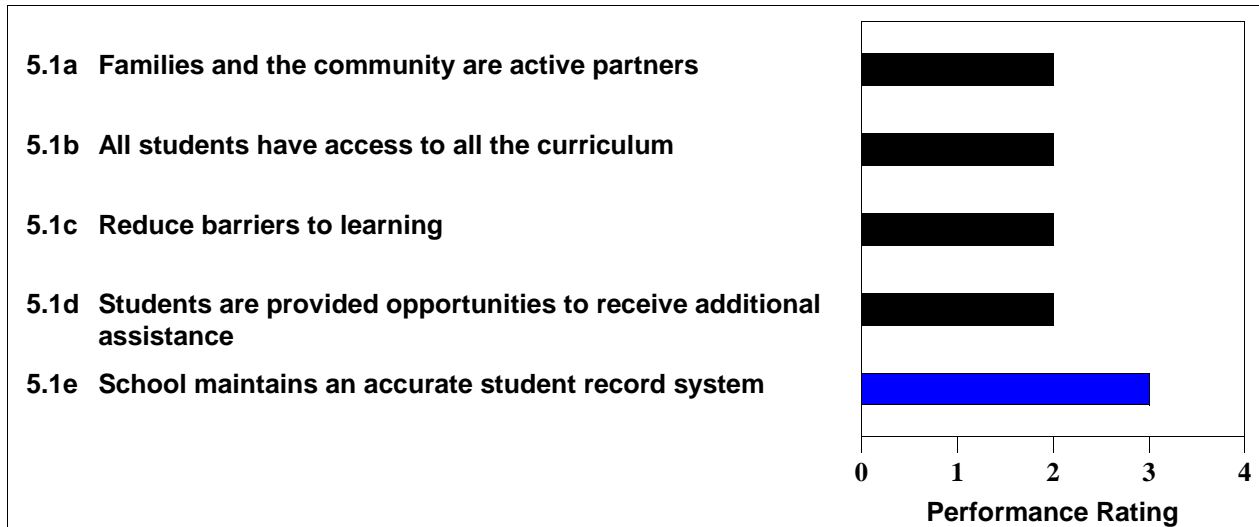 5.1a Families and the community are active partners
5.1b All students have access to all the curriculum
5.1c Reduce barriers to learning
5.1d Students are provided opportunities to receive additional
assistance
5.1e School maintains an accurate student record system
0 1 2 3 4
Performance Rating